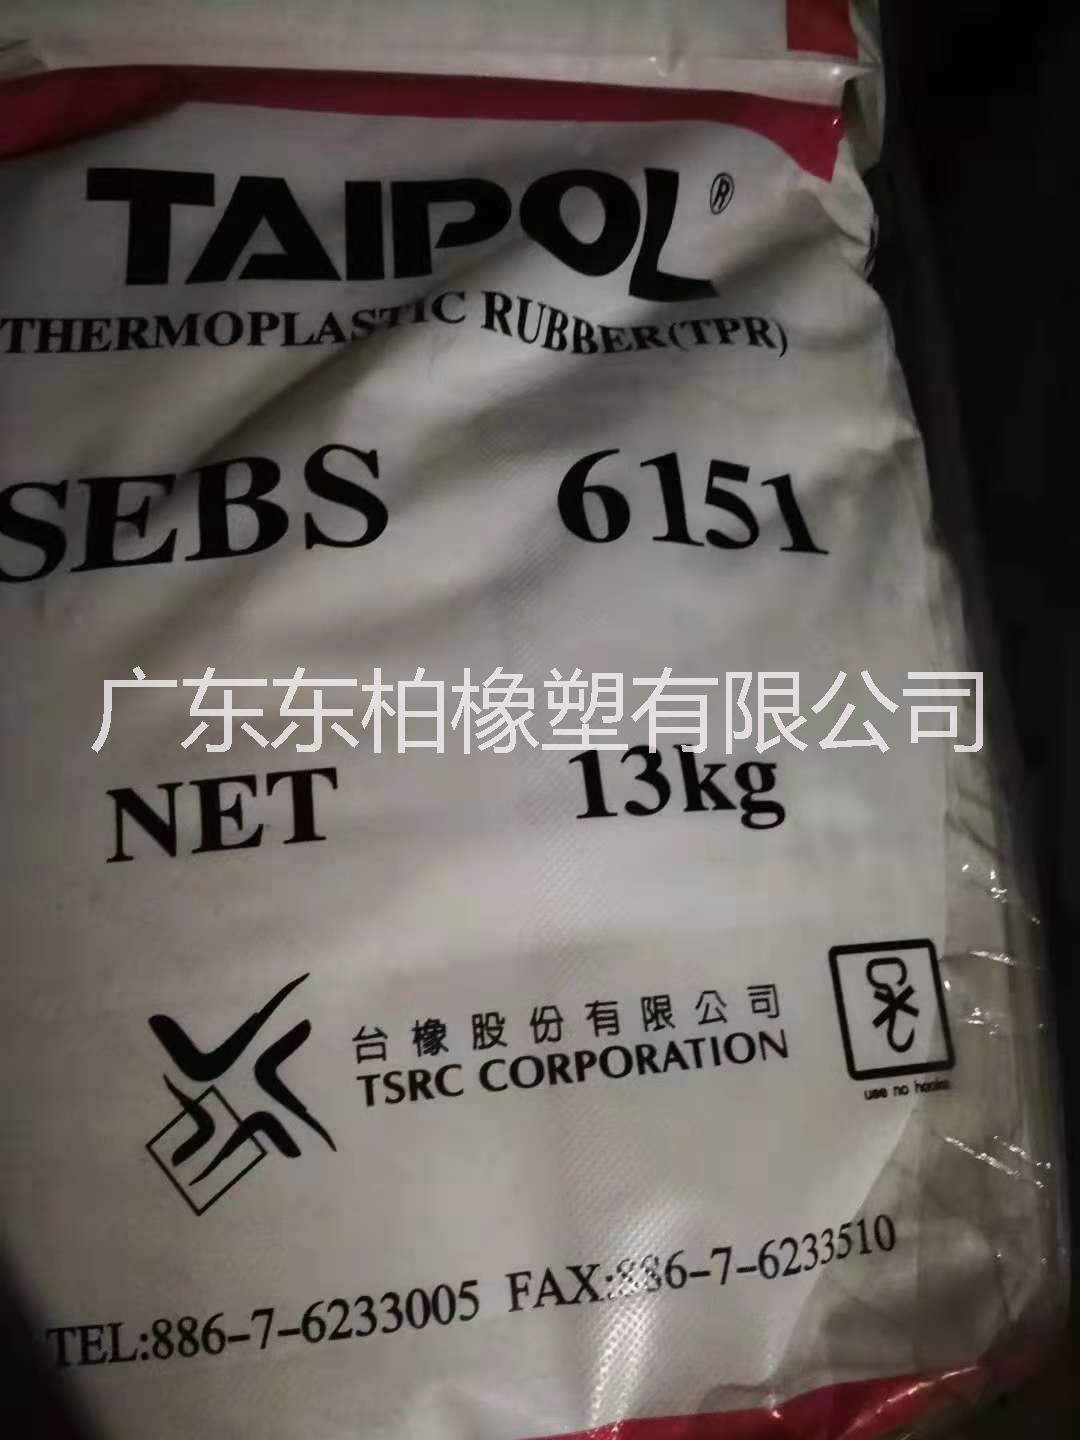 TAIPOL®
THERMOPLASTIC RUBBER(TPR)
SEBS 6151
广东东柏橡塑有限公司
NET 13kg
台橡股份有限公司
TSRC CORPORATION
use no hooks
TEL:886-7-6233005 FAX:886-7-6233510